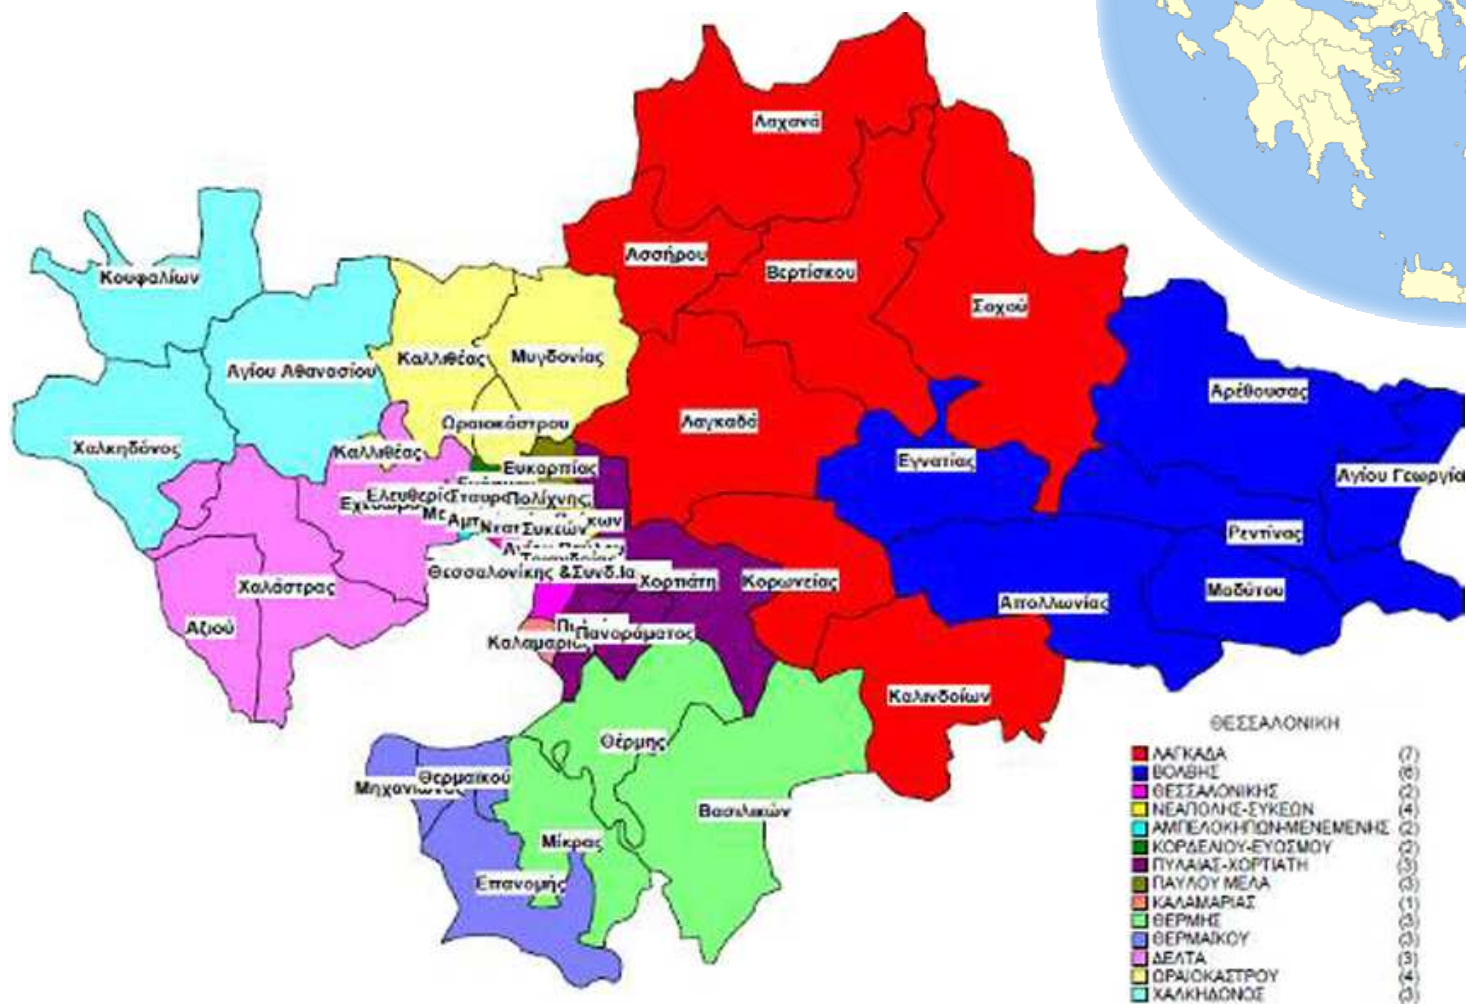 Λαχανά
Ασσήρου
Βερτίσκου
Κουφαλίων
Σοχού
Αγίου Αθανασίου
Καλλιθέας
Μυγδονίας
Αρέθουσας
Ωραιοκάστρου
Λαγκαδά
Χαλκηδόνος
Καλλιθέας
Ευκαρπίας
Εγνατίας
Αγίου Γεωργία
Πολίχνης
Συκεών
Ρεντίνας
Θεσσαλονίκης &Συνδ.Ια
Χορτιάτη
Κορωνείας
Χαλάστρας
Απολλωνίας
Μαδύτου
Αξιού
Πανοράματος
Καλαμαριάς
Καλινδοίων
Θέρμης
Θερμαϊκού
Μηχανιώνας
Βασιλικών
Μίκρας
Επανομής
ΘΕΣΣΑΛΟΝΙΚΗ
ΛΑΓΚΑΔΑ (7)
ΒΟΛΒΗΣ (6)
ΘΕΣΣΑΛΟΝΙΚΗΣ (2)
ΝΕΑΠΟΛΗΣ-ΣΥΚΕΩΝ (4)
ΑΜΠΕΛΟΚΗΠΩΝ-ΜΕΝΕΜΕΝΗΣ (2)
ΚΟΡΔΕΛΙΟΥ-ΕΥΟΣΜΟΥ (2)
ΠΥΛΑΙΑΣ-ΧΟΡΤΙΑΤΗ (3)
ΠΑΥΛΟΥ ΜΕΛΑ (3)
ΚΑΛΑΜΑΡΙΑΣ (1)
ΘΕΡΜΗΣ (3)
ΘΕΡΜΑΪΚΟΥ (3)
ΔΕΛΤΑ (3)
ΩΡΑΙΟΚΑΣΤΡΟΥ (4)
ΧΑΛΚΗΔΟΝΟΣ (3)